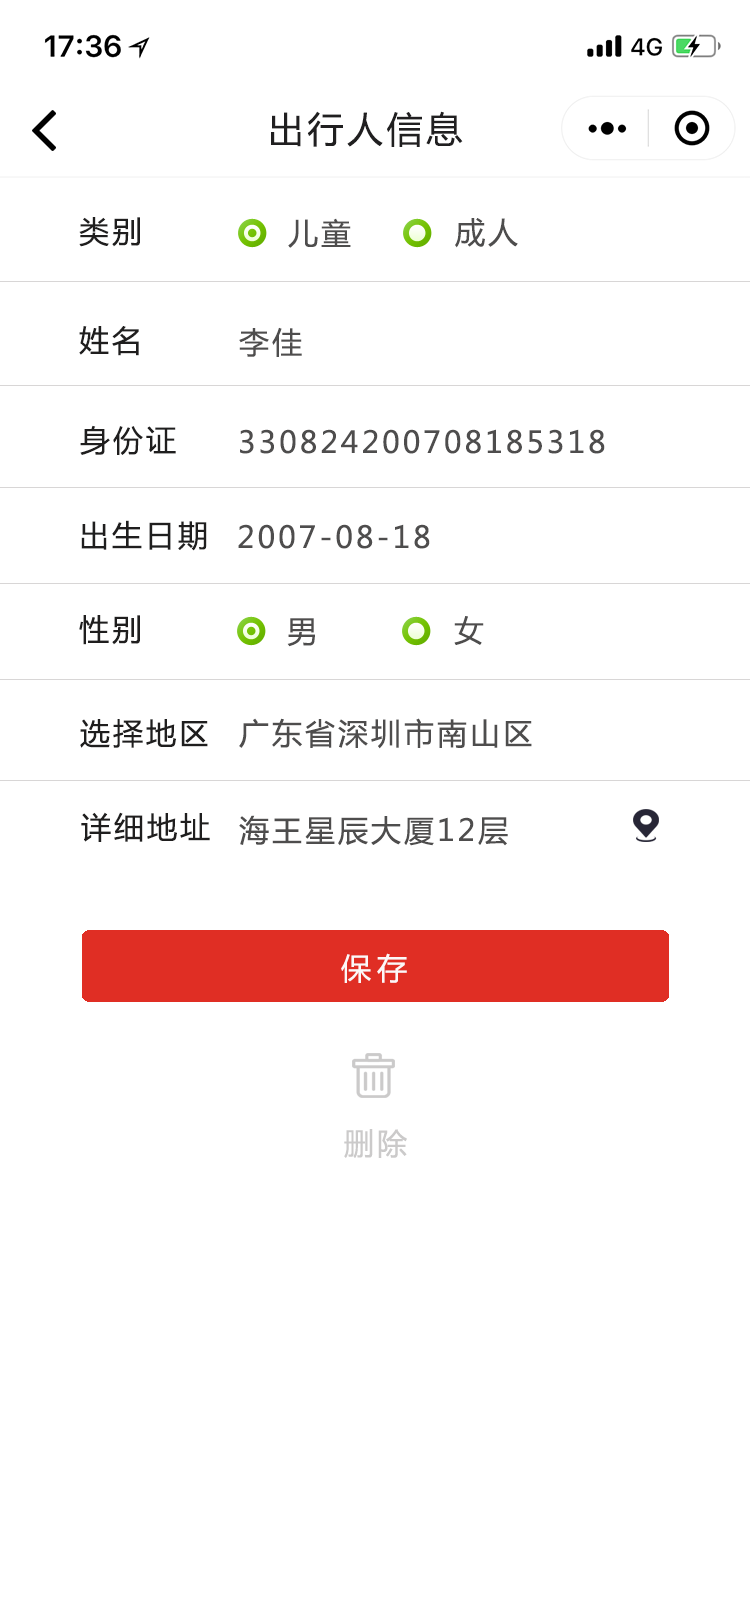 17:36
4G
出行人信息
类别 儿童 成人
姓名 李佳
身份证 330824200708185318
出生日期 2007-08-18
性别 男 女
选择地区 广东省深圳市南山区
详细地址 海王星辰大厦12层
保存
删除